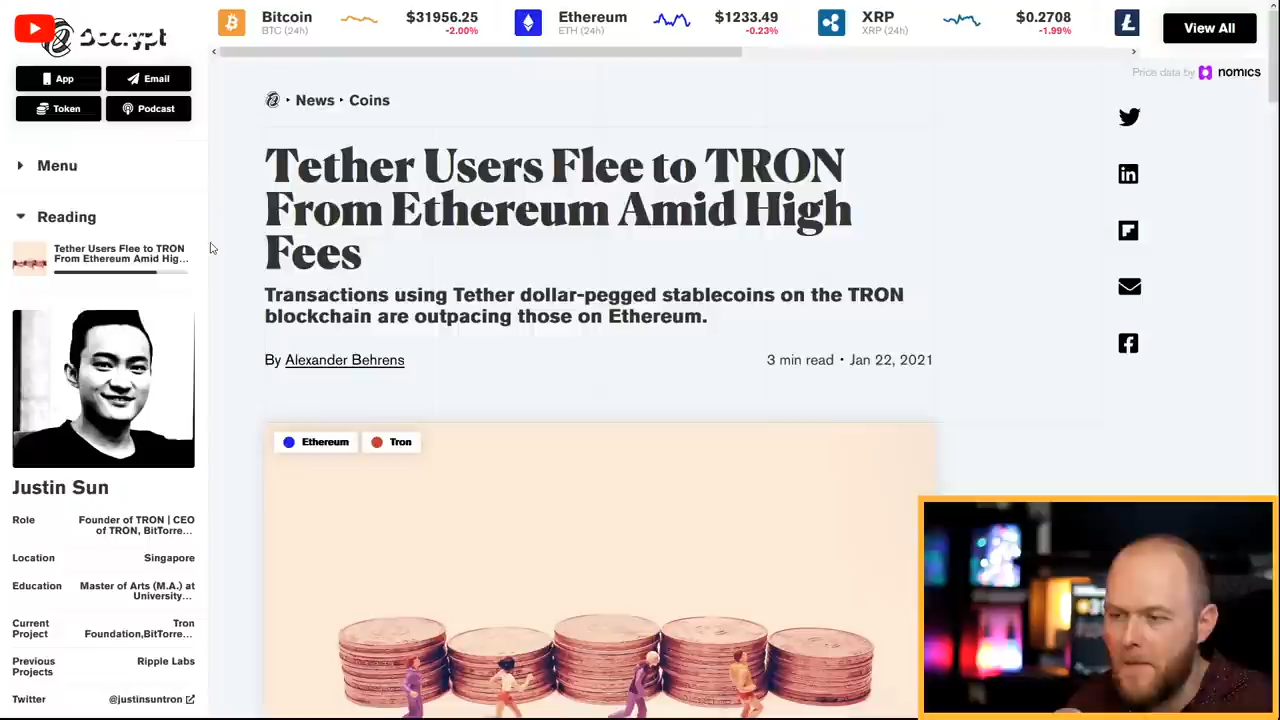 Decrypt
Bitcoin
BTC (24h)
$31956.25
-2.00%
Ethereum
ETH (24h)
$1233.49
-0.23%
XRP
XRP (24h)
$0.2708
-1.99%
View All
Price data by nomics
App
Email
Token
Podcast
Menu
Reading
Tether Users Flee to TRON
From Ethereum Amid Hig...
Justin Sun
Role
Founder of TRON | CEO
of TRON, BitTorre...
Location
Singapore
Education
Master of Arts (M.A.) at
University...
Current
Project
Tron
Foundation,BitTorre...
Previous
Projects
Ripple Labs
Twitter
@justinsuntron
News
Coins
Tether Users Flee to TRON
From Ethereum Amid High
Fees
Transactions using Tether dollar-pegged stablecoins on the TRON
blockchain are outpacing those on Ethereum.
By Alexander Behrens
3 min read • Jan 22, 2021
Ethereum
Tron